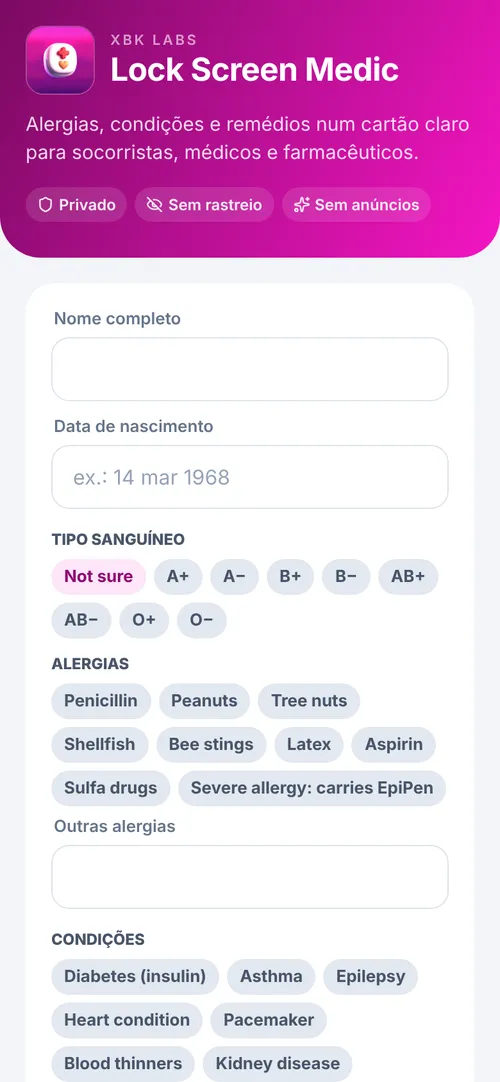 XBK LABS
Lock Screen Medic
Alergias, condições e remédios num cartão claro
para socorristas, médicos e farmacêuticos.
Privado Sem rastreio Sem anúncios
Nome completo
Data de nascimento
ex.: 14 mar 1968
TIPO SANGUÍNEO
Not sure A+ A− B+ B− AB+
AB− O+ O−
ALERGIAS
Penicillin Peanuts Tree nuts
Shellfish Bee stings Latex Aspirin
Sulfa drugs Severe allergy: carries EpiPen
Outras alergias
CONDIÇÕES
Diabetes (insulin) Asthma Epilepsy
Heart condition Pacemaker
Blood thinners Kidney disease